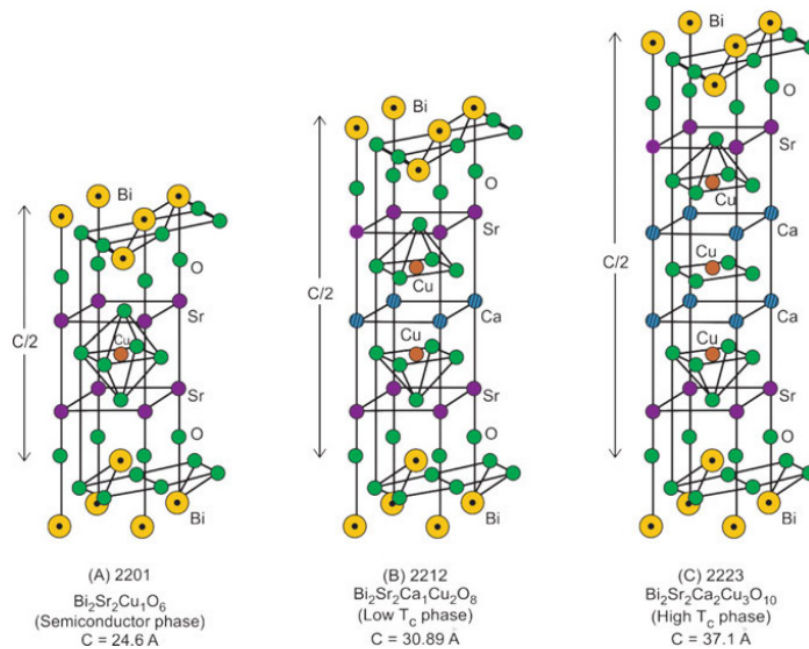 Bi
O
Sr
Cu
Sr
O
Bi
C/2
(A) 2201
Bi₂Sr₂Cu₁O₆
(Semiconductor phase)
C = 24.6 A
Bi
O
Sr
Cu
Ca
Cu
Sr
O
Bi
C/2
(B) 2212
Bi₂Sr₂Ca₁Cu₂O₈
(Low T꜀ phase)
C = 30.89 Å
Bi
O
Sr
Cu
Ca
Cu
Ca
Cu
Sr
O
Bi
C/2
(C) 2223
Bi₂Sr₂Ca₂Cu₃O₁₀
(High T꜀ phase)
C = 37.1 Å